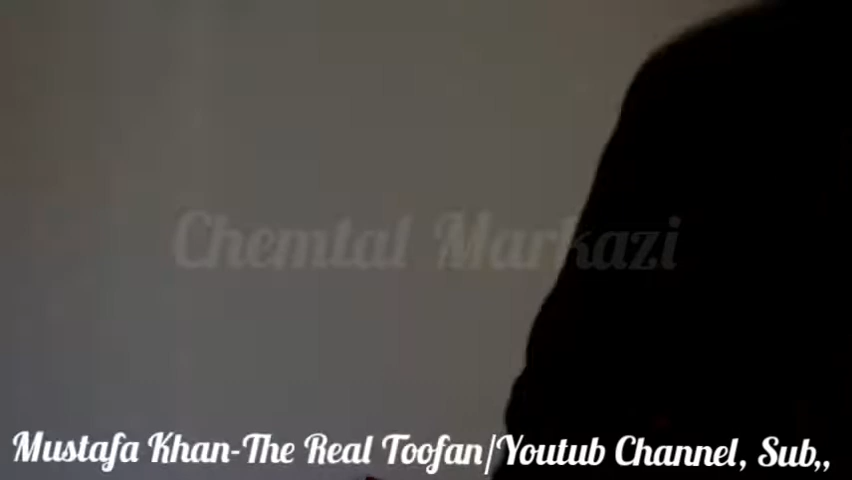 Chemtal Markazi
Mustafa Khan-The Real Toofan/Youtub Channel, Sub,,